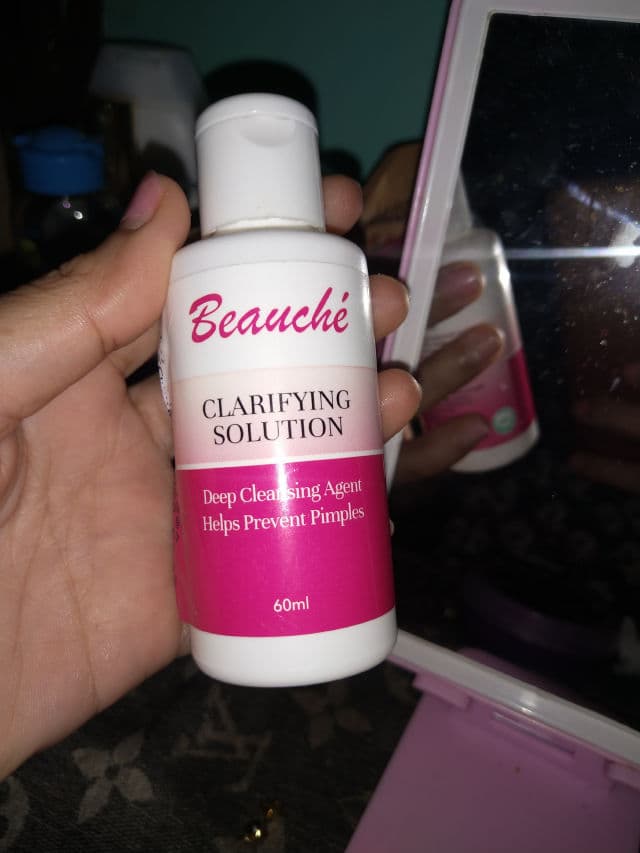 Beauché
CLARIFYING
SOLUTION
Deep Cleansing Agent
Helps Prevent Pimples
60ml